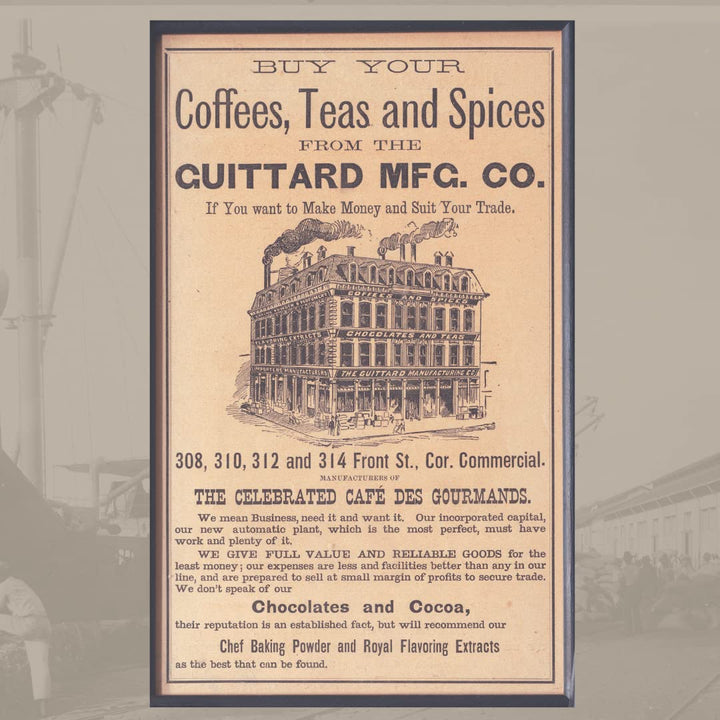 BUY YOUR
Coffees, Teas and Spices
FROM THE
GUITTARD MFG. CO.
If You want to Make Money and Suit Your Trade.
COFFEES AND SPICES
FLAVORING EXTRACTS
CHOCOLATES AND TEAS
IMPORTERS MANUFACTURERS
THE GUITTARD MANUFACTURING CO.
308, 310, 312 and 314 Front St., Cor. Commercial.
MANUFACTURERS OF
THE CELEBRATED CAFÉ DES GOURMANDS.
We mean Business, need it and want it. Our incorporated capital,
our new automatic plant, which is the most perfect, must have
work and plenty of it.
WE GIVE FULL VALUE AND RELIABLE GOODS for the
least money; our expenses are less and facilities better than any in our
line, and are prepared to sell at small margin of profits to secure trade.
We don't speak of our
Chocolates and Cocoa,
their reputation is an established fact, but will recommend our
Chef Baking Powder and Royal Flavoring Extracts
as the best that can be found.